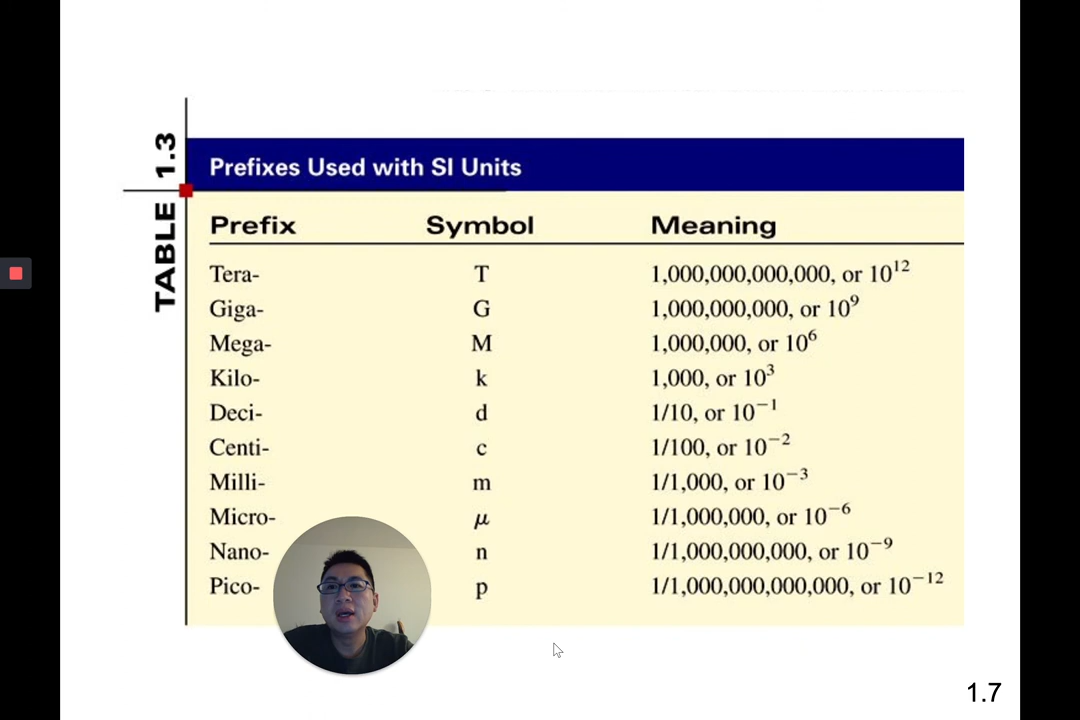 TABLE 1.3
Prefixes Used with SI Units
Prefix Symbol Meaning
Tera- T 1,000,000,000,000, or 10¹²
Giga- G 1,000,000,000, or 10⁹
Mega- M 1,000,000, or 10⁶
Kilo- k 1,000, or 10³
Deci- d 1/10, or 10⁻¹
Centi- c 1/100, or 10⁻²
Milli- m 1/1,000, or 10⁻³
Micro- μ 1/1,000,000, or 10⁻⁶
Nano- n 1/1,000,000,000, or 10⁻⁹
Pico- p 1/1,000,000,000,000, or 10⁻¹²
1.7